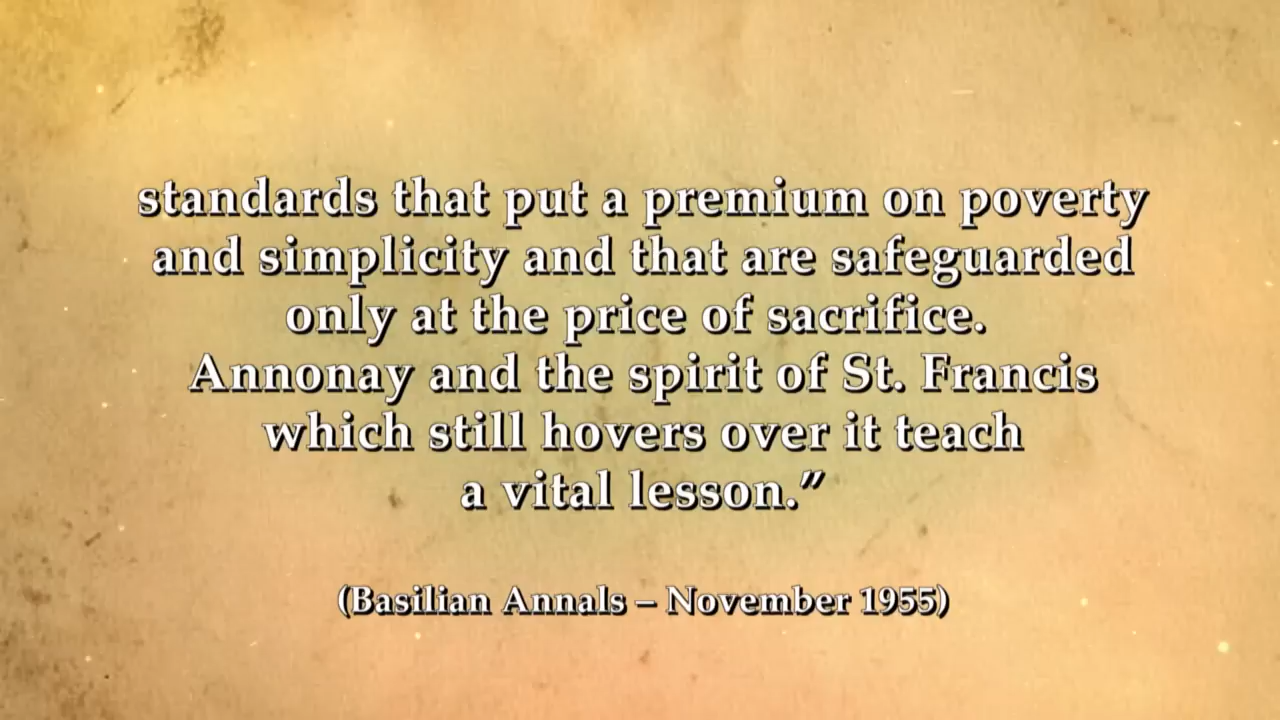 standards that put a premium on poverty
and simplicity and that are safeguarded
only at the price of sacrifice.
Annonay and the spirit of St. Francis
which still hovers over it teach
a vital lesson.”
(Basilian Annals – November 1955)